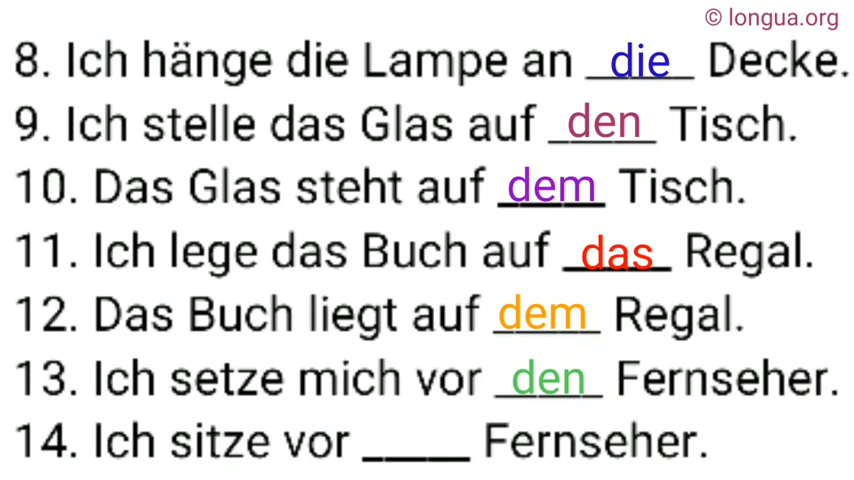 © longua.org
8. Ich hänge die Lampe an die Decke.
9. Ich stelle das Glas auf den Tisch.
10. Das Glas steht auf dem Tisch.
11. Ich lege das Buch auf das Regal.
12. Das Buch liegt auf dem Regal.
13. Ich setze mich vor den Fernseher.
14. Ich sitze vor _____ Fernseher.